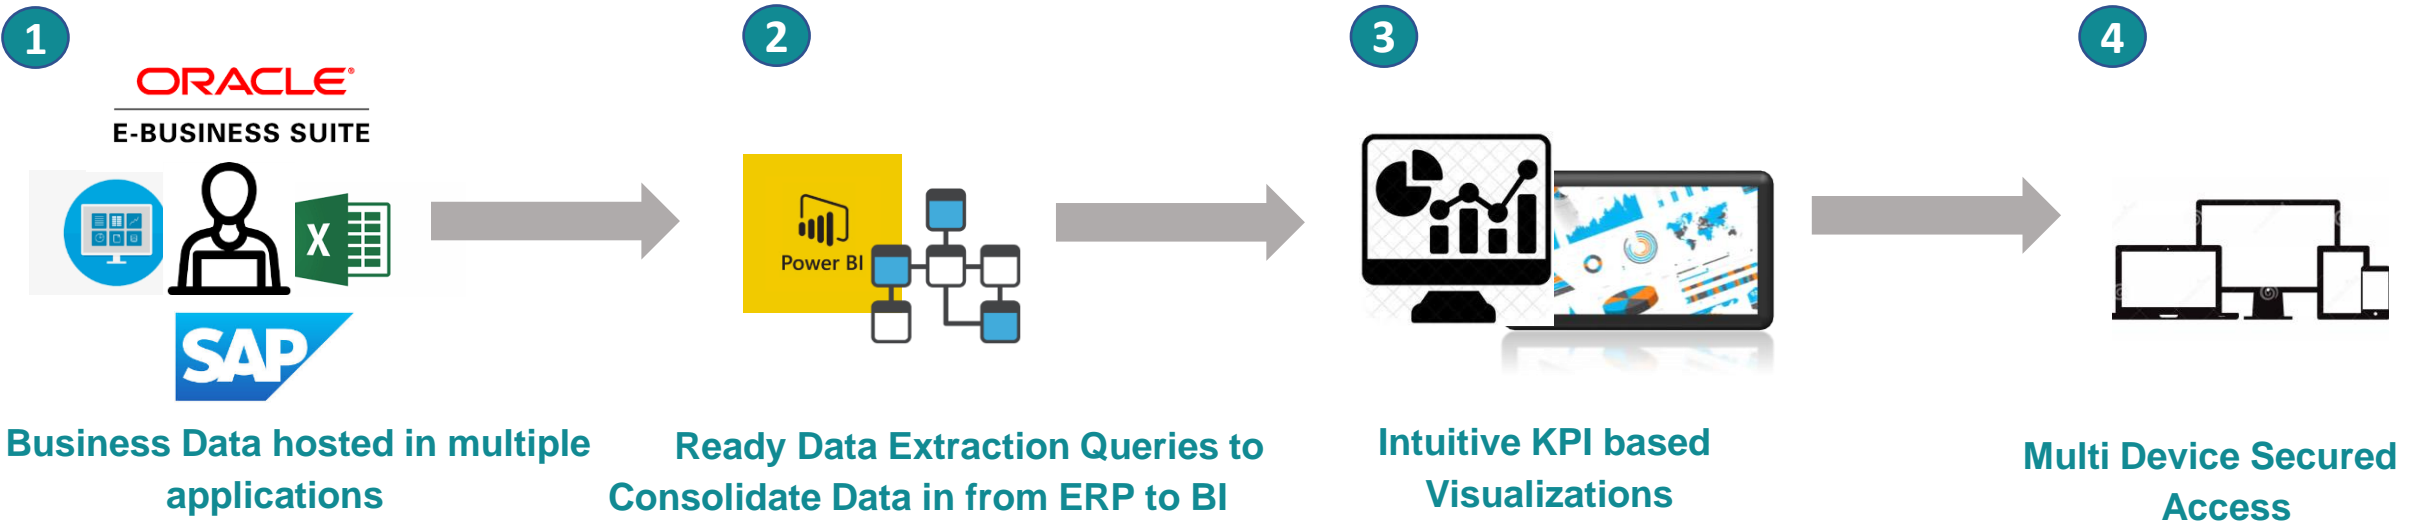 1
2
3
4
ORACLE
E-BUSINESS SUITE
X
SAP
Power BI
Business Data hosted in multiple
applications
Ready Data Extraction Queries to
Consolidate Data in from ERP to BI
Intuitive KPI based
Visualizations
Multi Device Secured
Access